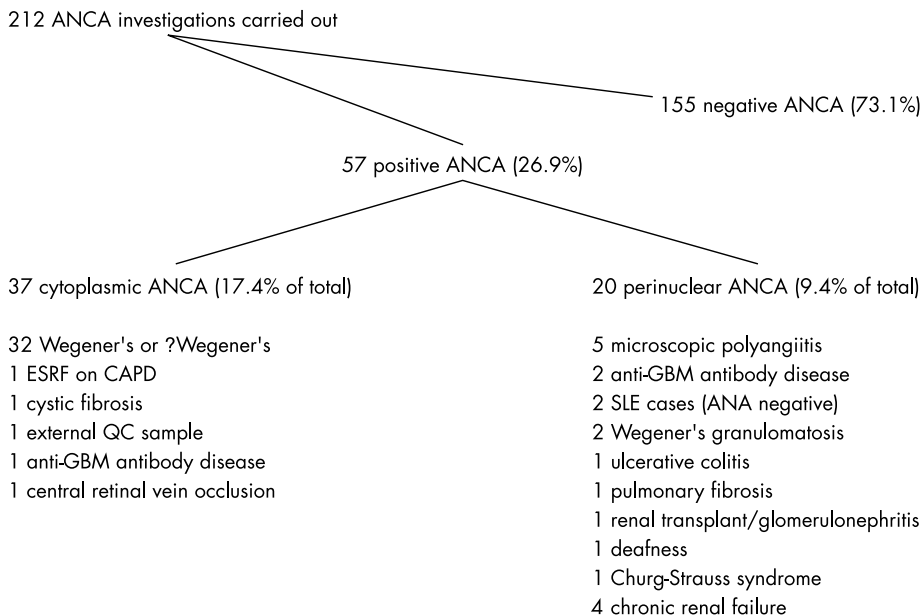 212 ANCA investigations carried out
155 negative ANCA (73.1%)
57 positive ANCA (26.9%)
37 cytoplasmic ANCA (17.4% of total)
32 Wegener's or ?Wegener's
1 ESRF on CAPD
1 cystic fibrosis
1 external QC sample
1 anti-GBM antibody disease
1 central retinal vein occlusion
20 perinuclear ANCA (9.4% of total)
5 microscopic polyangiitis
2 anti-GBM antibody disease
2 SLE cases (ANA negative)
2 Wegener's granulomatosis
1 ulcerative colitis
1 pulmonary fibrosis
1 renal transplant/glomerulonephritis
1 deafness
1 Churg-Strauss syndrome
4 chronic renal failure